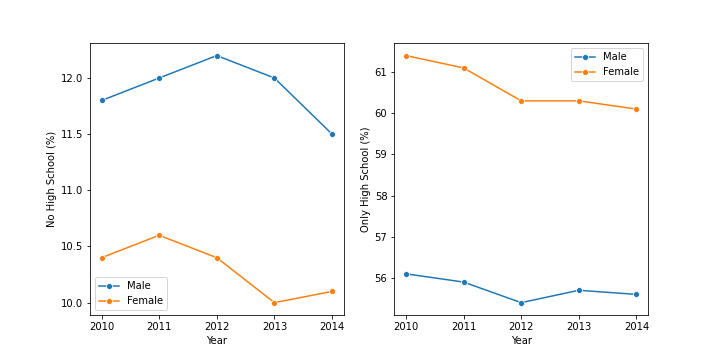 No High School (%)
12.0
11.5
11.0
10.5
10.0
Male
Female
2010 2011 2012 2013 2014
Year
Only High School (%)
61
60
59
58
57
56
Male
Female
2010 2011 2012 2013 2014
Year